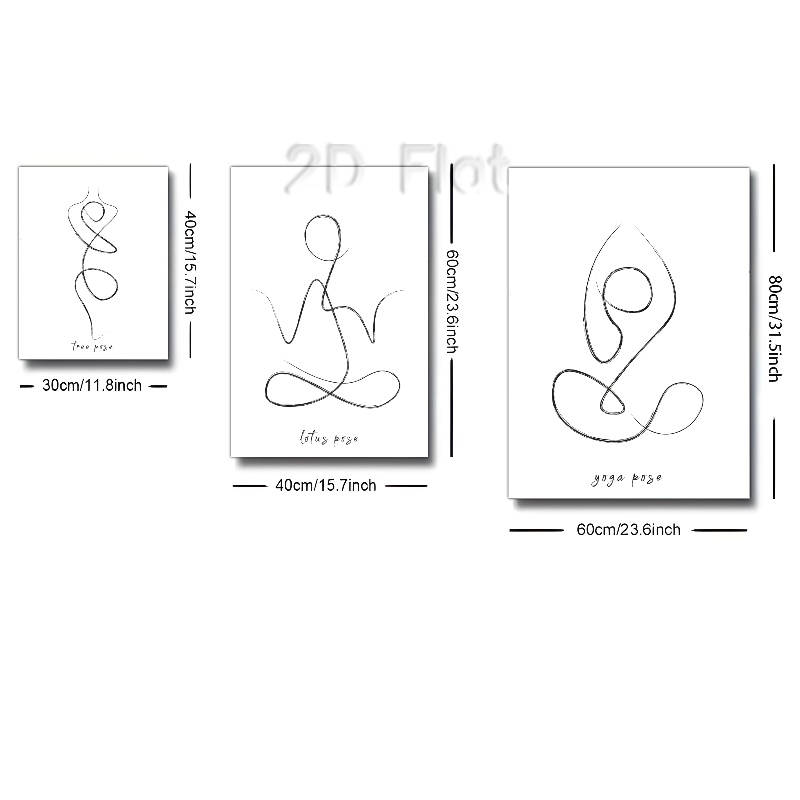 2D Flat
40cm/15.7inch
tree pose
30cm/11.8inch
60cm/23.6inch
lotus pose
40cm/15.7inch
80cm/31.5inch
yoga pose
60cm/23.6inch